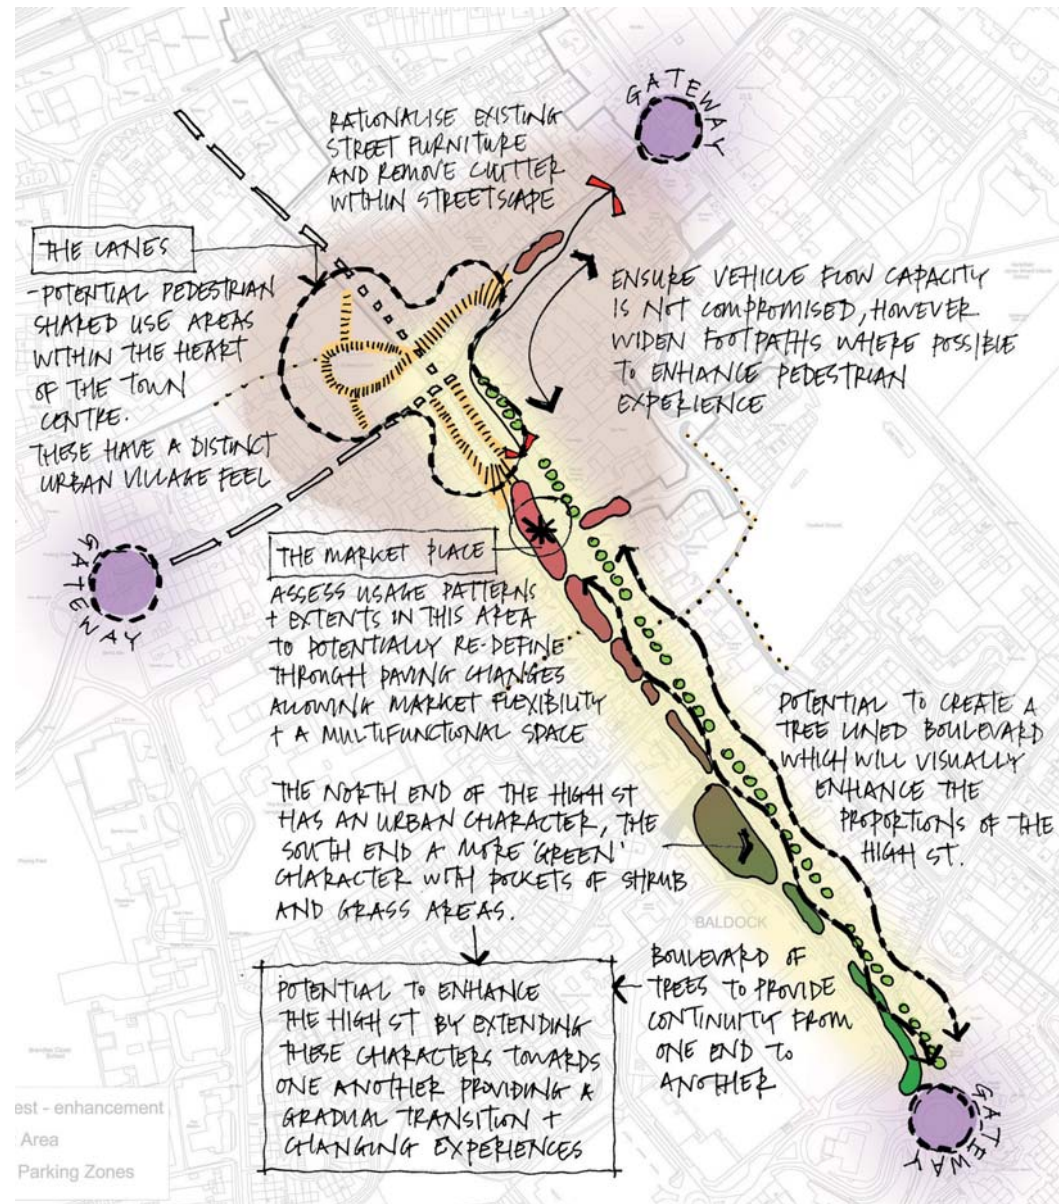 GATEWAY
RATIONALISE EXISTING
STREET FURNITURE
AND REMOVE CLUTTER
WITHIN STREETSCAPE
THE LANES
-POTENTIAL PEDESTRIAN
SHARED USE AREAS
WITHIN THE HEART
OF THE TOWN
CENTRE.
THESE HAVE A DISTINCT
URBAN VILLAGE FEEL
ENSURE VEHICLE FLOW CAPACITY
IS NOT COMPROMISED, HOWEVER
WIDEN FOOTPATHS WHERE POSSIBLE
TO ENHANCE PEDESTRIAN
EXPERIENCE
GATEWAY
THE MARKET PLACE
ASSESS USAGE PATTERNS
+ EXTENTS IN THIS AREA
TO POTENTIALLY RE-DEFINE
THROUGH PAVING CHANGES
ALLOWING MARKET FLEXIBILITY
+ A MULTIFUNCTIONAL SPACE
POTENTIAL TO CREATE A
TREE LINED BOULEVARD
WHICH WILL VISUALLY
ENHANCE THE
PROPORTIONS OF THE
HIGH ST.
THE NORTH END OF THE HIGH ST
HAS AN URBAN CHARACTER, THE
SOUTH END A MORE 'GREEN'
CHARACTER WITH POCKETS OF SHRUB
AND GRASS AREAS.
BALDOCK
BOULEVARD OF
TREES TO PROVIDE
CONTINUITY FROM
ONE END TO
ANOTHER
POTENTIAL TO ENHANCE
THE HIGH ST BY EXTENDING
THESE CHARACTERS TOWARDS
ONE ANOTHER PROVIDING A
GRADUAL TRANSITION +
CHANGING EXPERIENCES
GATEWAY
est - enhancement
Area
Parking Zones